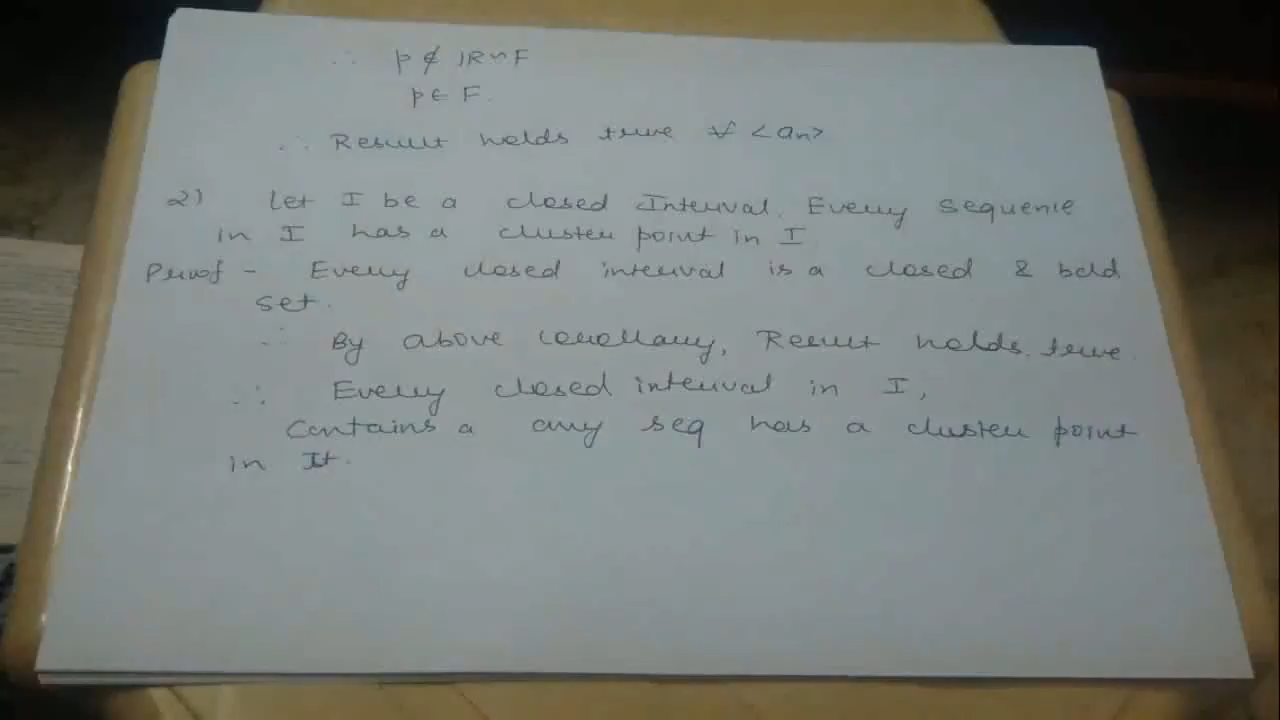 ∴ p ∉ ℝ~F
p ∈ F.
∴ Result holds true ∀ <an>
2) Let I be a closed Interval. Every sequence
in I has a cluster point in I
Proof - Every closed interval is a closed & bdd
set.
∴ By above corollary, Result holds true.
∴ Every closed interval in I,
Contains a any seq has a cluster point
in It.